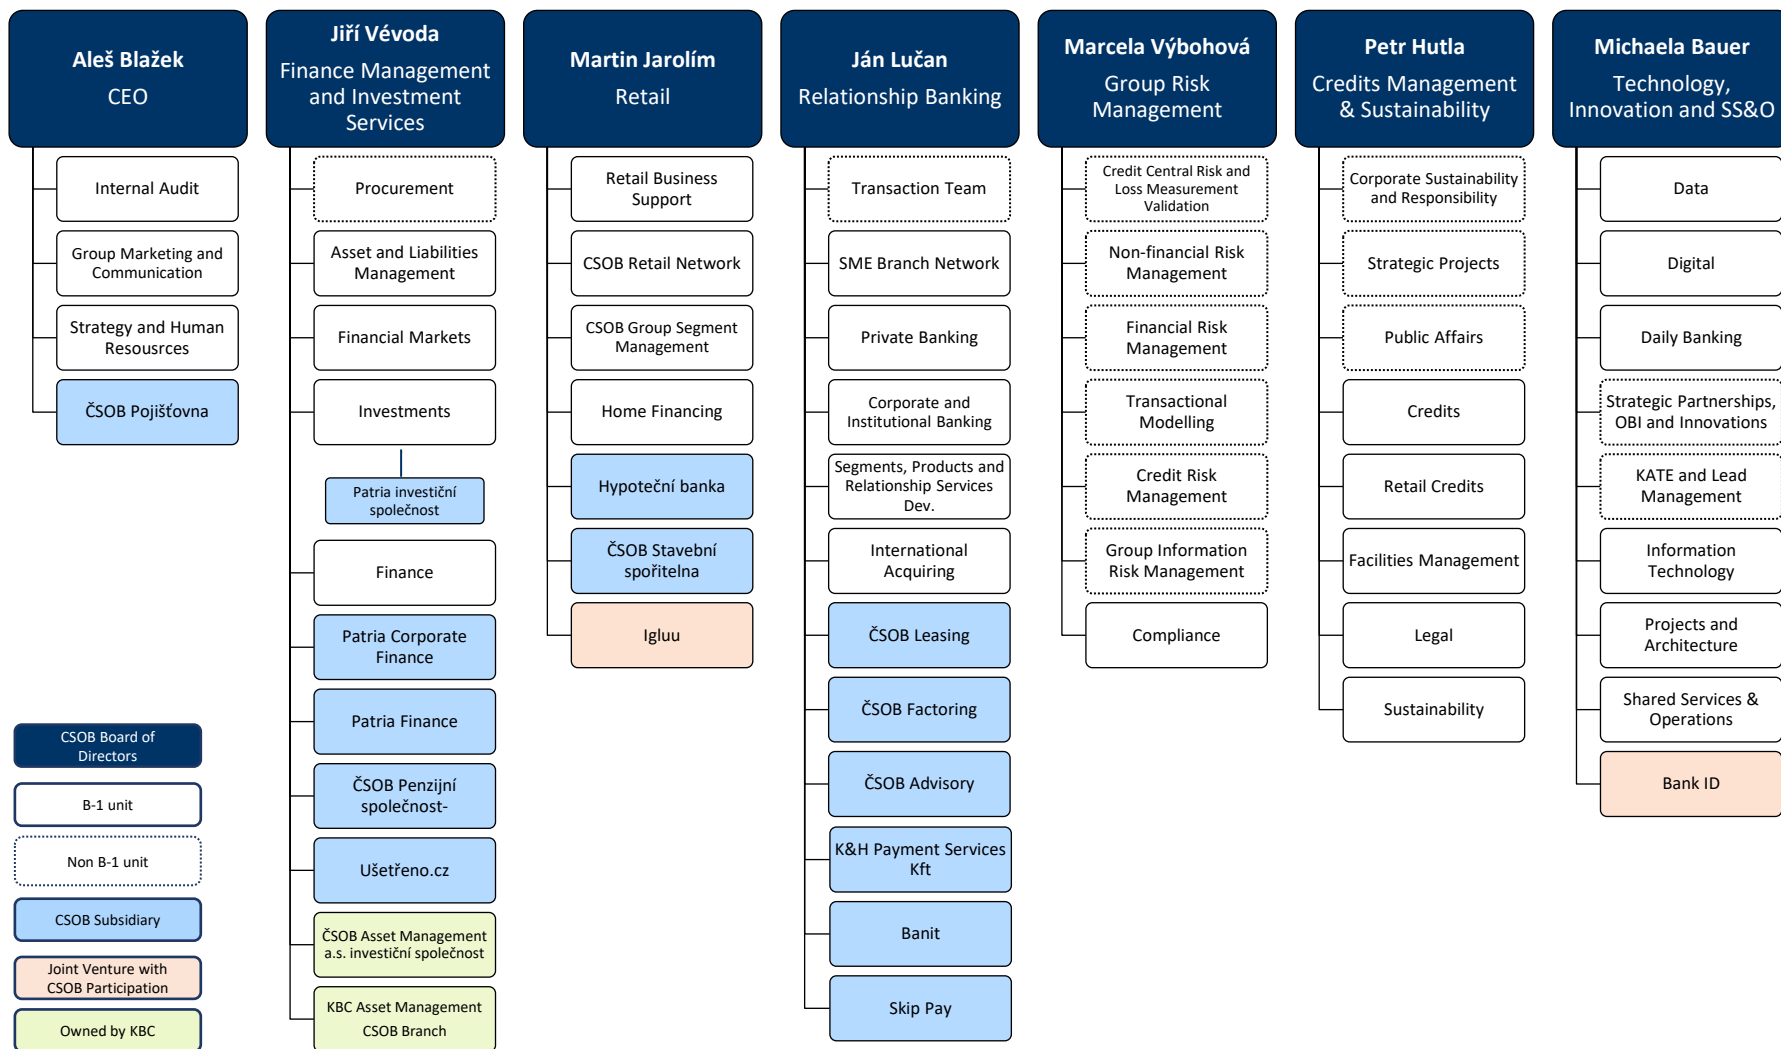 Aleš Blažek
CEO
Internal Audit
Group Marketing and
Communication
Strategy and Human
Resousrces
ČSOB Pojišťovna
Jiří Vévoda
Finance Management
and Investment
Services
Procurement
Asset and Liabilities
Management
Financial Markets
Investments
Patria investiční
společnost
Finance
Patria Corporate
Finance
Patria Finance
ČSOB Penzijní
společnost-
Ušetřeno.cz
ČSOB Asset Management
a.s. investiční společnost
KBC Asset Management
CSOB Branch
Martin Jarolím
Retail
Retail Business
Support
CSOB Retail Network
CSOB Group Segment
Management
Home Financing
Hypoteční banka
ČSOB Stavební
spořitelna
Igluu
Ján Lučan
Relationship Banking
Transaction Team
SME Branch Network
Private Banking
Corporate and
Institutional Banking
Segments, Products and
Relationship Services
Dev.
International
Acquiring
ČSOB Leasing
ČSOB Factoring
ČSOB Advisory
K&H Payment Services
Kft
Banit
Skip Pay
Marcela Výbohová
Group Risk
Management
Credit Central Risk and
Loss Measurement
Validation
Non-financial Risk
Management
Financial Risk
Management
Transactional
Modelling
Credit Risk
Management
Group Information
Risk Management
Compliance
Petr Hutla
Credits Management
& Sustainability
Corporate Sustainability
and Responsibility
Strategic Projects
Public Affairs
Credits
Retail Credits
Facilities Management
Legal
Sustainability
Michaela Bauer
Technology,
Innovation and SS&O
Data
Digital
Daily Banking
Strategic Partnerships,
OBI and Innovations
KATE and Lead
Management
Information
Technology
Projects and
Architecture
Shared Services &
Operations
Bank ID
CSOB Board of
Directors
B-1 unit
Non B-1 unit
CSOB Subsidiary
Joint Venture with
CSOB Participation
Owned by KBC